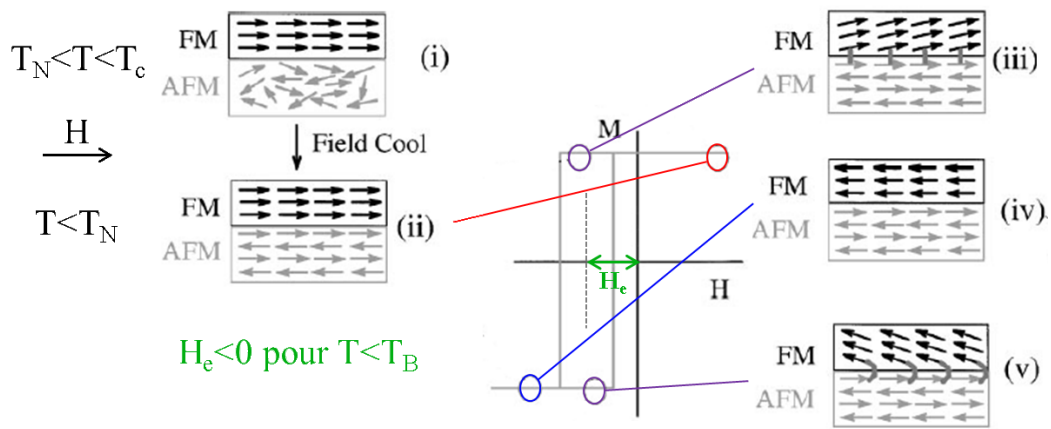 T_N<T<T_c
H
T<T_N
FM
(i)
AFM
Field Cool
FM
(ii)
AFM
H_e<0 pour T<T_B
M
H_e
H
FM
(iii)
AFM
FM
(iv)
AFM
FM
(v)
AFM